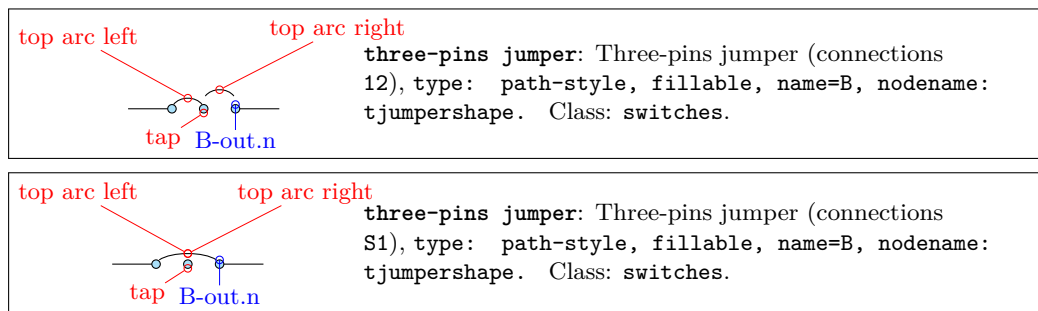 top arc left
top arc right
tap
B-out.n
three-pins jumper: Three-pins jumper (connections
12), type: path-style, fillable, name=B, nodename:
tjumpershape. Class: switches.
top arc left
top arc right
tap
B-out.n
three-pins jumper: Three-pins jumper (connections
S1), type: path-style, fillable, name=B, nodename:
tjumpershape. Class: switches.